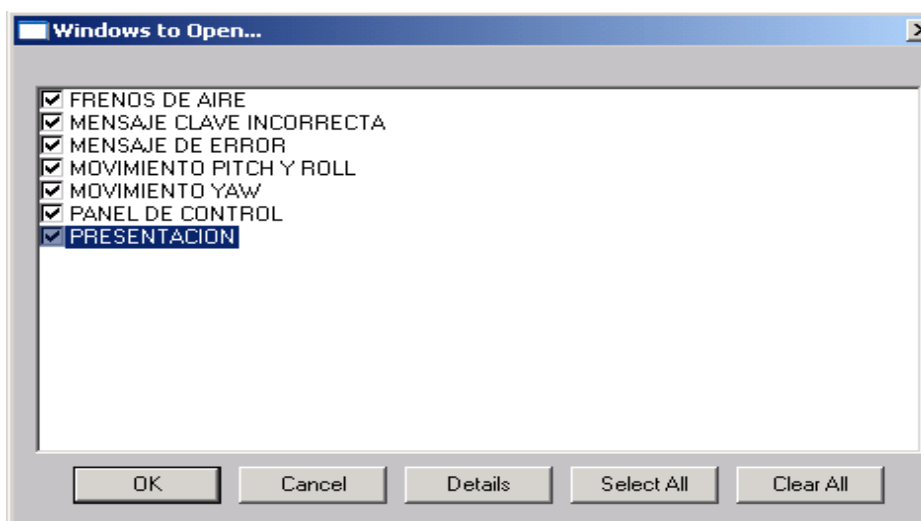 Windows to Open...
FRENOS DE AIRE
MENSAJE CLAVE INCORRECTA
MENSAJE DE ERROR
MOVIMIENTO PITCH Y ROLL
MOVIMIENTO YAW
PANEL DE CONTROL
PRESENTACION
OK Cancel Details Select All Clear All